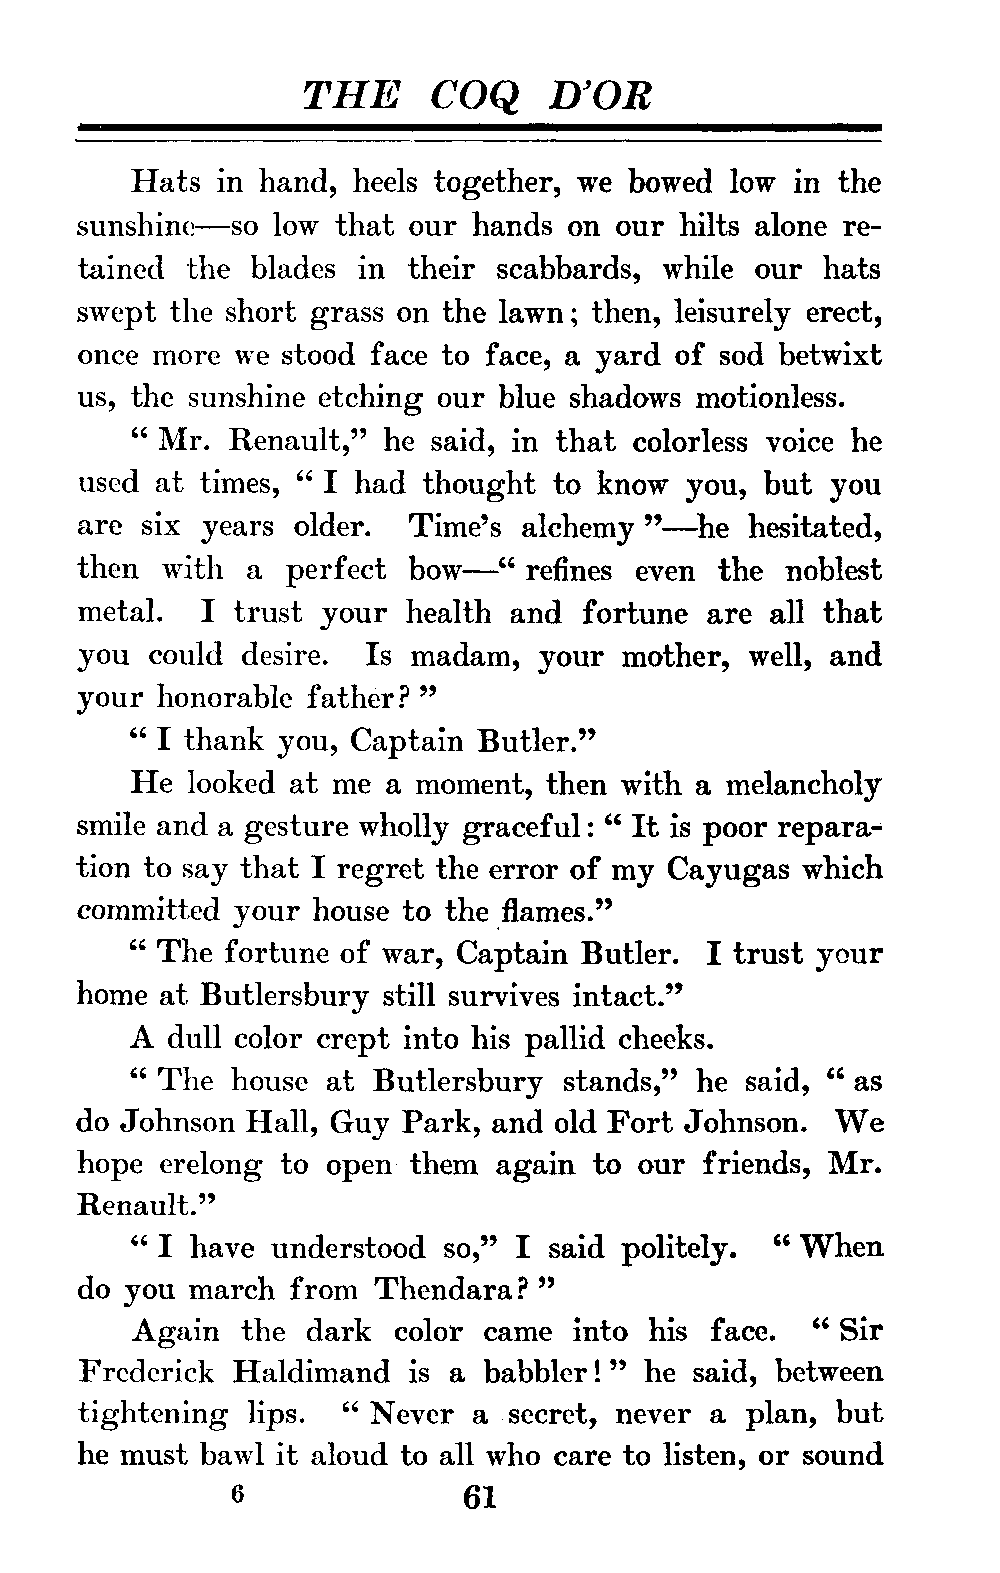 THE COQ D'OR
Hats in hand, heels together, we bowed low in the
sunshine—so low that our hands on our hilts alone re-
tained the blades in their scabbards, while our hats
swept the short grass on the lawn; then, leisurely erect,
once more we stood face to face, a yard of sod betwixt
us, the sunshine etching our blue shadows motionless.
“ Mr. Renault,” he said, in that colorless voice he
used at times, “ I had thought to know you, but you
are six years older. Time’s alchemy ”—he hesitated,
then with a perfect bow—“ refines even the noblest
metal. I trust your health and fortune are all that
you could desire. Is madam, your mother, well, and
your honorable father? ”
“ I thank you, Captain Butler.”
He looked at me a moment, then with a melancholy
smile and a gesture wholly graceful: “ It is poor repara-
tion to say that I regret the error of my Cayugas which
committed your house to the flames.”
“ The fortune of war, Captain Butler. I trust your
home at Butlersbury still survives intact.”
A dull color crept into his pallid cheeks.
“ The house at Butlersbury stands,” he said, “ as
do Johnson Hall, Guy Park, and old Fort Johnson. We
hope erelong to open them again to our friends, Mr.
Renault.”
“ I have understood so,” I said politely. “ When
do you march from Thendara? ”
Again the dark color came into his face. “ Sir
Frederick Haldimand is a babbler! ” he said, between
tightening lips. “ Never a secret, never a plan, but
he must bawl it aloud to all who care to listen, or sound
6 61